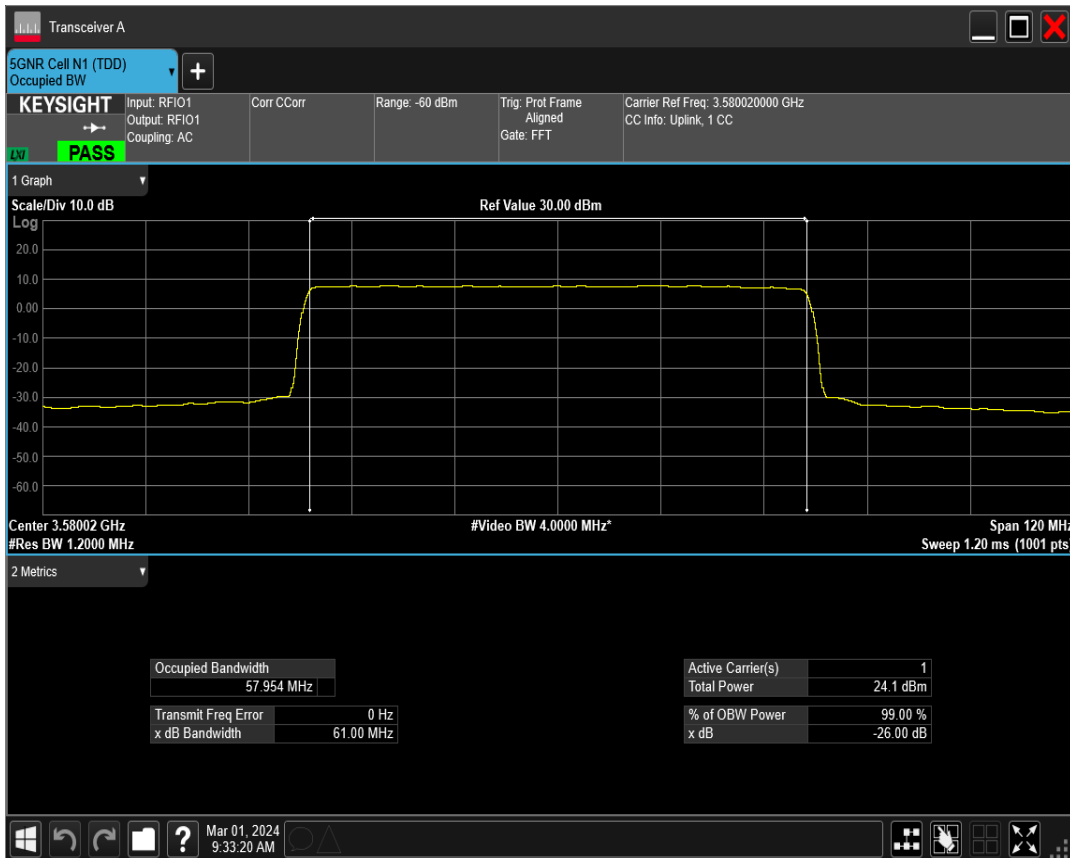 Transceiver A
5GNR Cell N1 (TDD)
Occupied BW
+
KEYSIGHT
LXI
PASS
Input: RFIO1
Output: RFIO1
Coupling: AC
Corr CCorr
Range: -60 dBm
Trig: Prot Frame
Aligned
Gate: FFT
Carrier Ref Freq: 3.580020000 GHz
CC Info: Uplink, 1 CC
1 Graph
Scale/Div 10.0 dB
Ref Value 30.00 dBm
Log
20.0
10.0
0.00
-10.0
-20.0
-30.0
-40.0
-50.0
-60.0
Center 3.58002 GHz
#Video BW 4.0000 MHz*
Span 120 MHz
#Res BW 1.2000 MHz
Sweep 1.20 ms (1001 pts)
2 Metrics
Occupied Bandwidth
57.954 MHz
Transmit Freq Error 0 Hz
x dB Bandwidth 61.00 MHz
Active Carrier(s) 1
Total Power 24.1 dBm
% of OBW Power 99.00 %
x dB -26.00 dB
?
Mar 01, 2024
9:33:20 AM